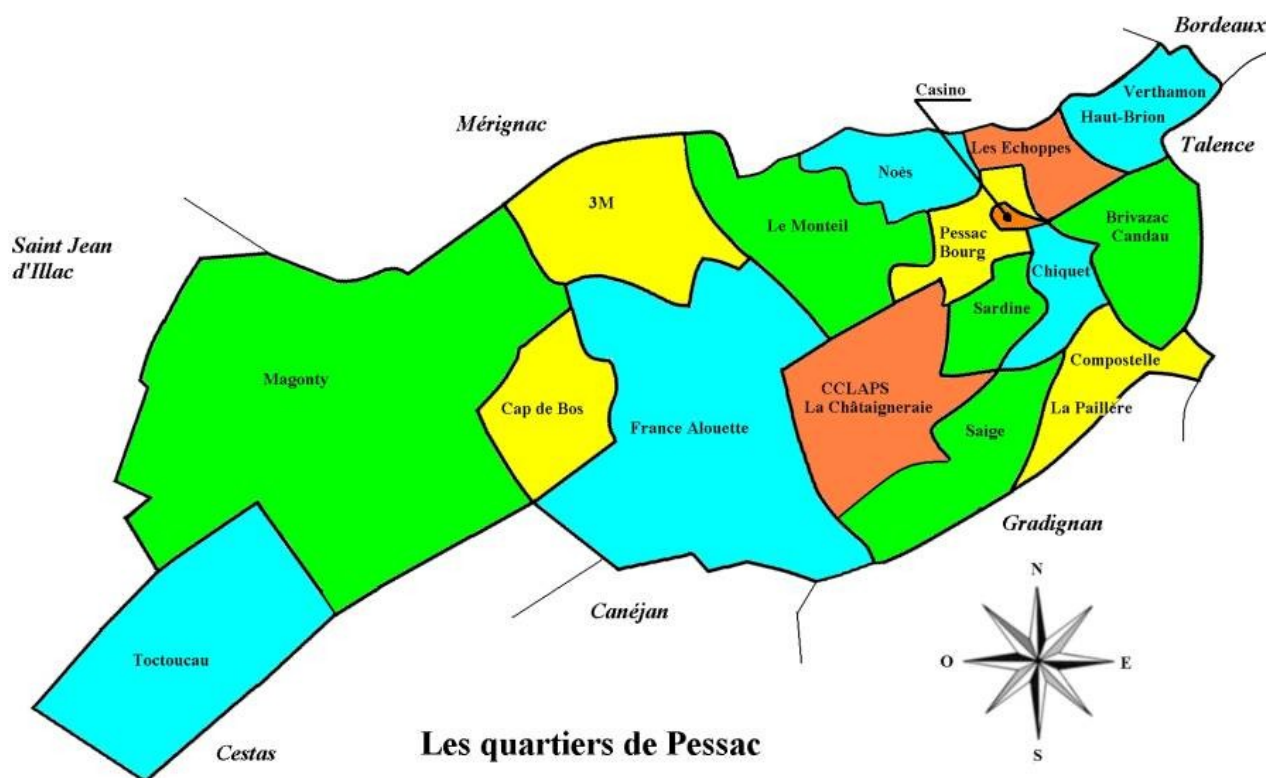 Bordeaux
Casino
Verthamon
Haut-Brion
Mérignac
Les Echoppes
Talence
Noès
3M
Le Monteil
Brivazac
Candau
Pessac
Bourg
Saint Jean
d'Illac
Chiquet
Sardine
Compostelle
Magonty
CCLAPS
La Châtaigneraie
Cap de Bos
La Paillère
France Alouette
Saige
Gradignan
Canéjan
N
O
E
S
Toctoucau
Cestas
Les quartiers de Pessac